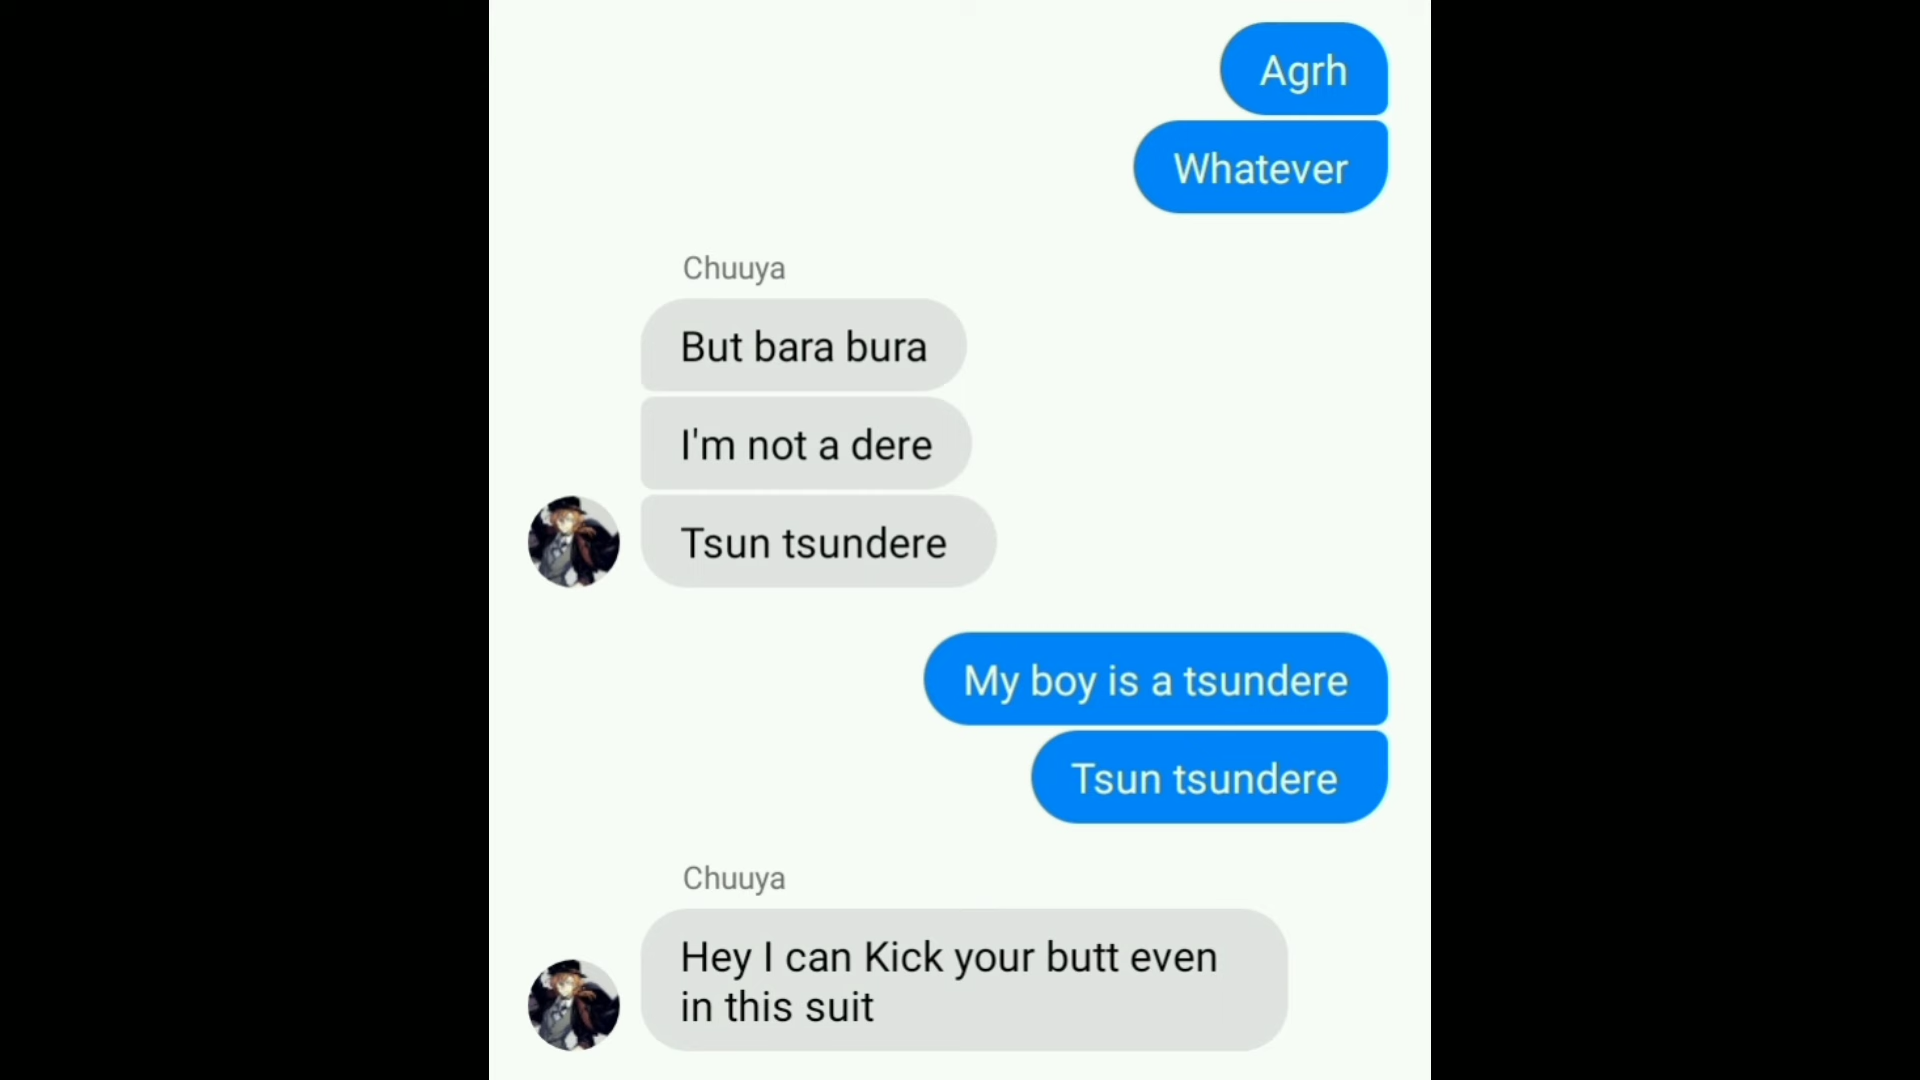 Agrh
Whatever
Chuuya
But bara bura
I'm not a dere
Tsun tsundere
My boy is a tsundere
Tsun tsundere
Chuuya
Hey I can Kick your butt even
in this suit